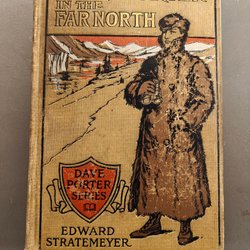 IN THE
FAR NORTH
DAVE
PORTER
SERIES
EDWARD
STRATEMEYER